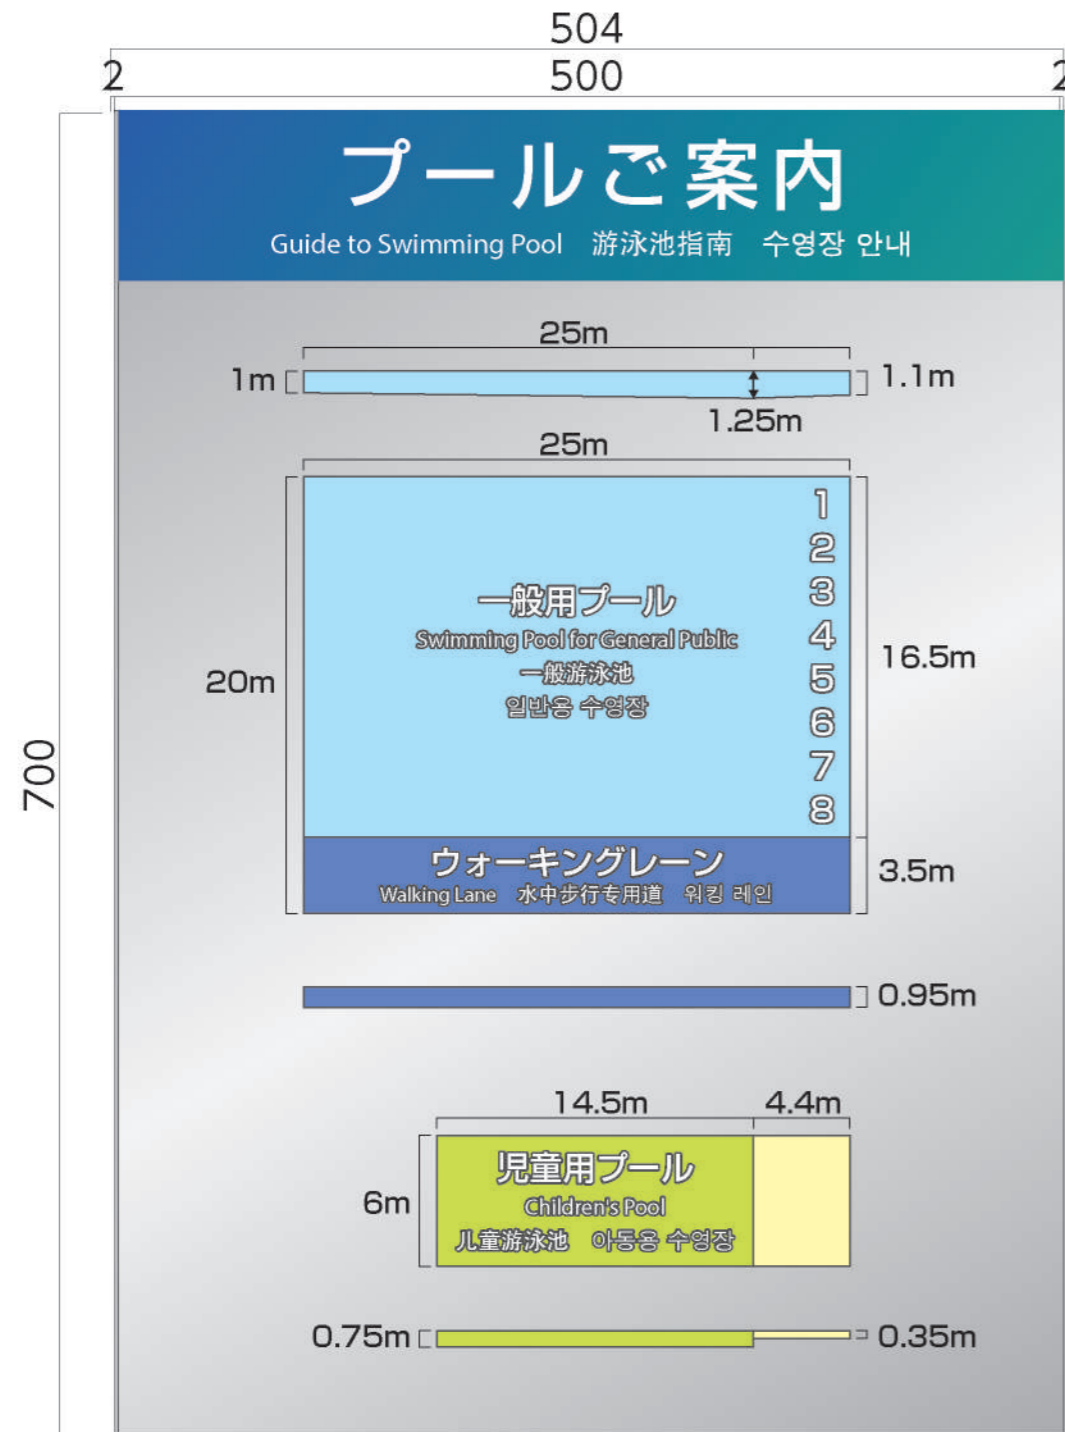 504
2 500 2
プールご案内
Guide to Swimming Pool 游泳池指南 수영장 안내
25m
1m 1.1m
1.25m
25m
1
2
3
4
5
6
7
8
一般用プール
Swimming Pool for General Public
一般游泳池
일반용 수영장
20m
16.5m
700
ウォーキングレーン
Walking Lane 水中步行专用道 워킹 레인
3.5m
0.95m
14.5m 4.4m
6m
児童用プール
Children's Pool
儿童游泳池 아동용 수영장
0.75m 0.35m